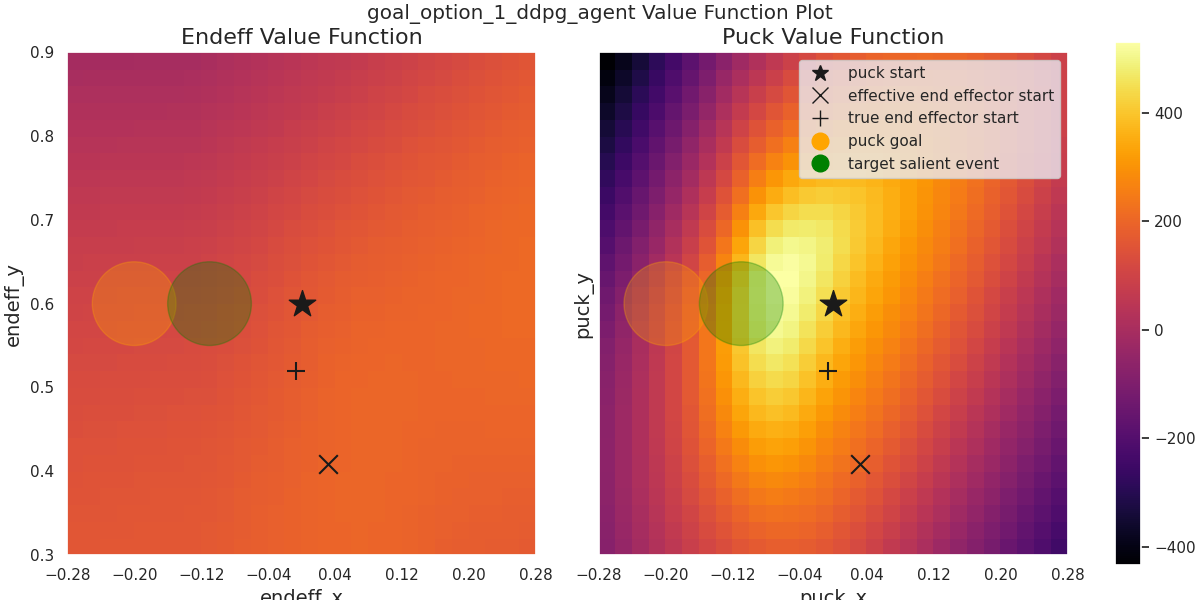 goal_option_1_ddpg_agent Value Function Plot
Endeff Value Function
endeff_y
0.9
0.8
0.7
0.6
0.5
0.4
0.3
−0.28 −0.20 −0.12 −0.04 0.04 0.12 0.20 0.28
endeff_x
Puck Value Function
puck_y
puck start
effective end effector start
true end effector start
puck goal
target salient event
−0.28 −0.20 −0.12 −0.04 0.04 0.12 0.20 0.28
puck_x
400
200
0
−200
−400